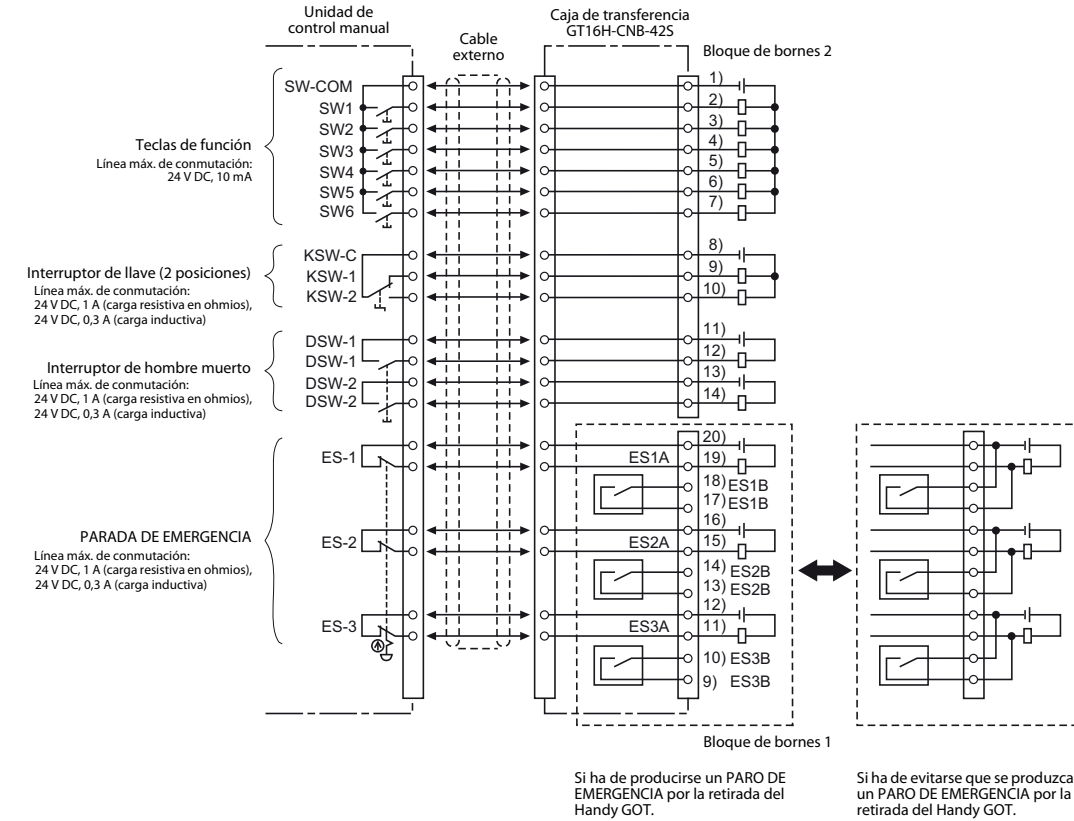 Unidad de
control manual
Cable
externo
Caja de transferencia
GT16H-CNB-42S
Bloque de bornes 2
Teclas de función
Línea máx. de conmutación:
24 V DC, 10 mA
SW-COM
SW1
SW2
SW3
SW4
SW5
SW6
1)
2)
3)
4)
5)
6)
7)
Interruptor de llave (2 posiciones)
Línea máx. de conmutación:
24 V DC, 1 A (carga resistiva en ohmios),
24 V DC, 0,3 A (carga inductiva)
KSW-C
KSW-1
KSW-2
8)
9)
10)
Interruptor de hombre muerto
Línea máx. de conmutación:
24 V DC, 1 A (carga resistiva en ohmios),
24 V DC, 0,3 A (carga inductiva)
DSW-1
DSW-1
DSW-2
DSW-2
11)
12)
13)
14)
PARADA DE EMERGENCIA
Línea máx. de conmutación:
24 V DC, 1 A (carga resistiva en ohmios),
24 V DC, 0,3 A (carga inductiva)
ES-1
ES-2
ES-3
20)
ES1A 19)
18) ES1B
17) ES1B
16)
ES2A 15)
14) ES2B
13) ES2B
12)
ES3A 11)
10) ES3B
9) ES3B
Bloque de bornes 1
Si ha de producirse un PARO DE
EMERGENCIA por la retirada del
Handy GOT.
Si ha de evitarse que se produzca
un PARO DE EMERGENCIA por la
retirada del Handy GOT.